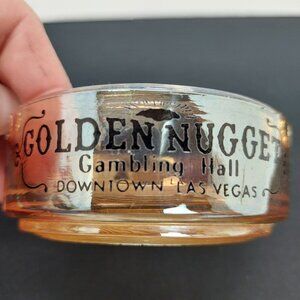 GOLDEN NUGGET
Gambling Hall
DOWNTOWN LAS VEGAS